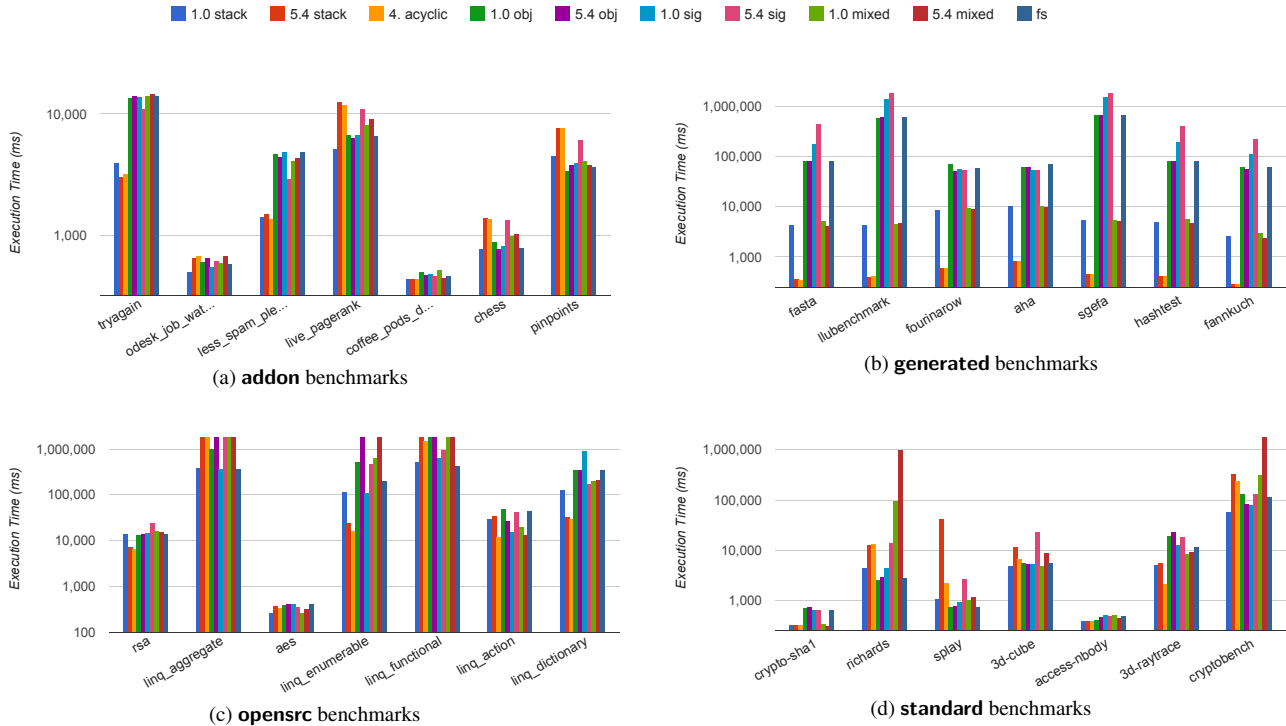 1.0 stack 5.4 stack 4. acyclic 1.0 obj 5.4 obj 1.0 sig 5.4 sig 1.0 mixed 5.4 mixed fs
Execution Time (ms)
10,000
1,000
tryagain
odesk_job_wat...
less_spam_ple...
live_pagerank
coffee_pods_d...
chess
pinpoints
(a) addon benchmarks
Execution Time (ms)
1,000,000
100,000
10,000
1,000
fasta
llubenchmark
fourinarow
aha
sgefa
hashtest
fannkuch
(b) generated benchmarks
Execution Time (ms)
1,000,000
100,000
10,000
1,000
100
rsa
linq_aggregate
aes
linq_enumerable
linq_functional
linq_action
linq_dictionary
(c) opensrc benchmarks
Execution Time (ms)
1,000,000
100,000
10,000
1,000
crypto-sha1
richards
splay
3d-cube
access-nbody
3d-raytrace
cryptobench
(d) standard benchmarks